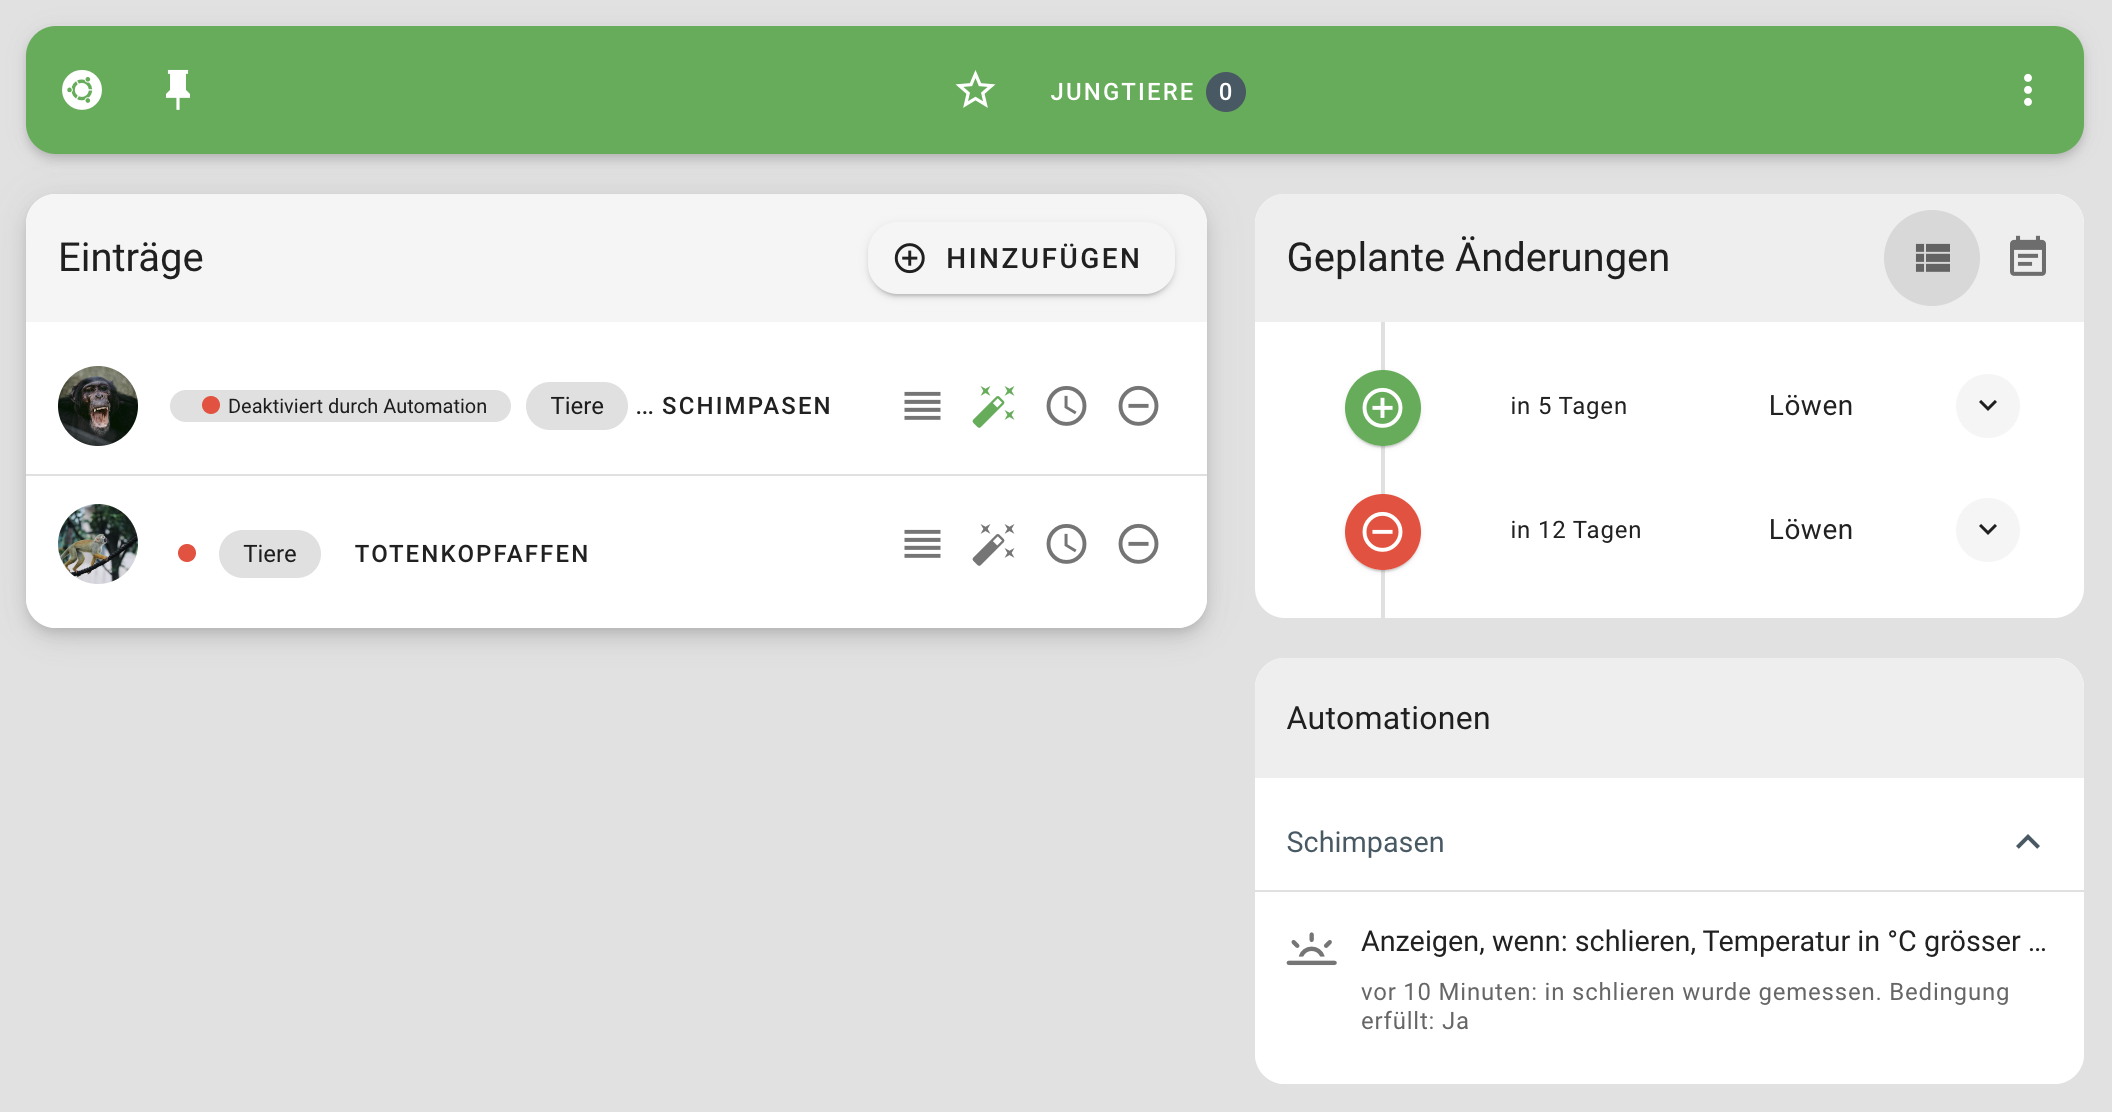 JUNGTIERE 0
Einträge
HINZUFÜGEN
Deaktiviert durch Automation Tiere ... SCHIMPASEN
Tiere TOTENKOPFAFFEN
Geplante Änderungen
in 5 Tagen Löwen
in 12 Tagen Löwen
Automationen
Schimpasen
Anzeigen, wenn: schlieren, Temperatur in °C grösser ...
vor 10 Minuten: in schlieren wurde gemessen. Bedingung
erfüllt: Ja